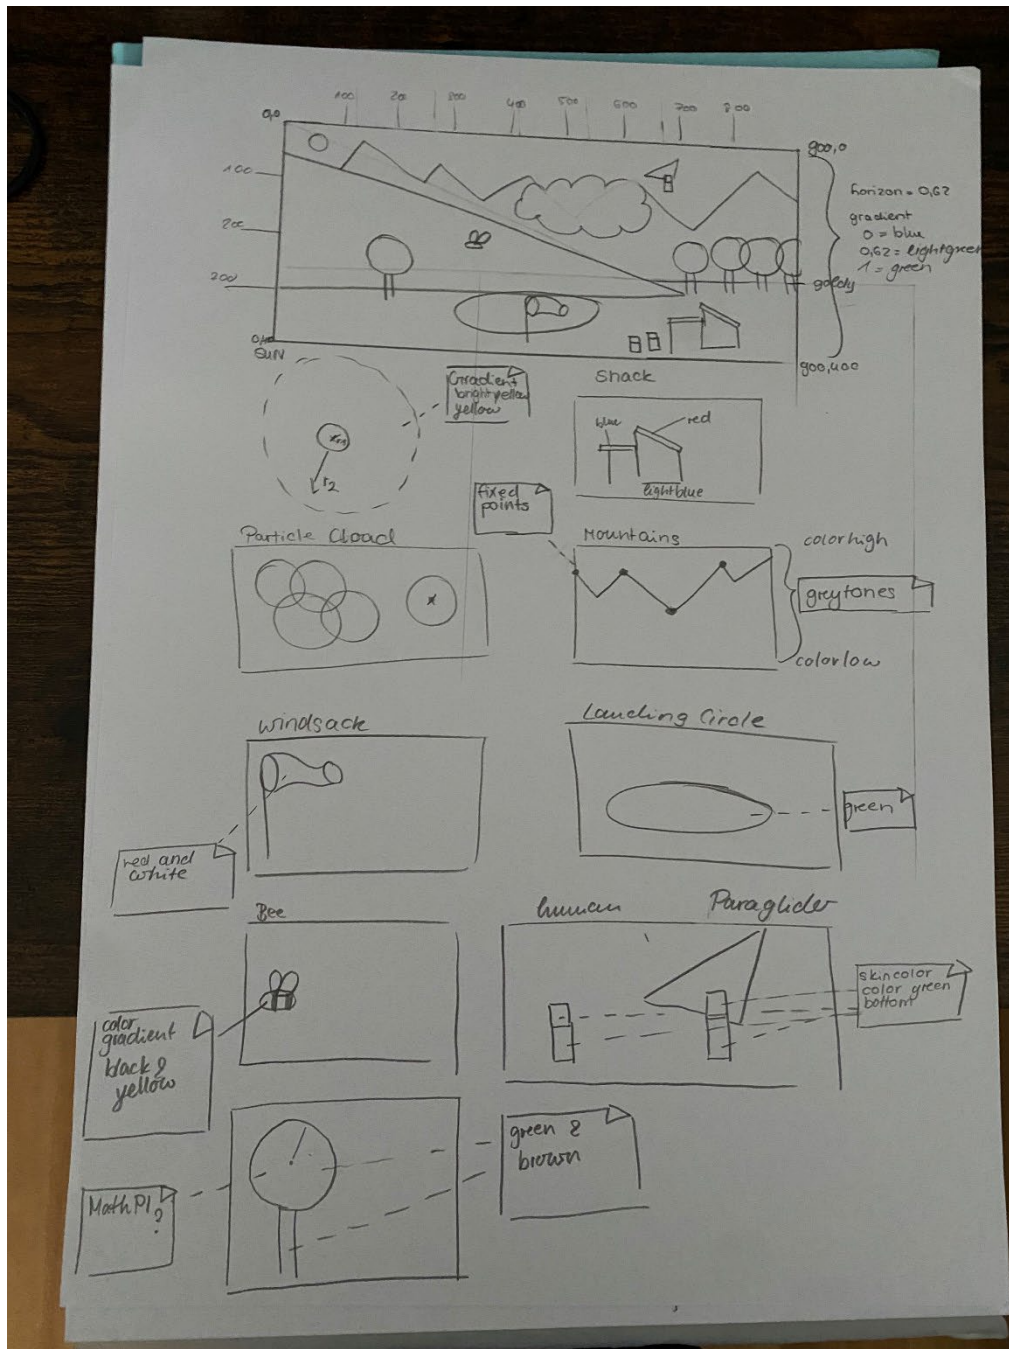 100 200 300 400 500 600 700 800
0,0
900,0
100
200
300
horizon = 0,62
gradient
0 = blue
0,62 = lightgreen
1 = green
900,400
SUN
r2
Gradient
brightyellow
yellow
Shack
blue
red
lightblue
fixed
points
Particle Cload
Mountains
colorhigh
greytones
colorlow
Windsack
red and
white
Landing Circle
green
Bee
color
gradient
black &
yellow
human
Paraglider
skincolor
color green
bottom
Math PI
?
green &
brown